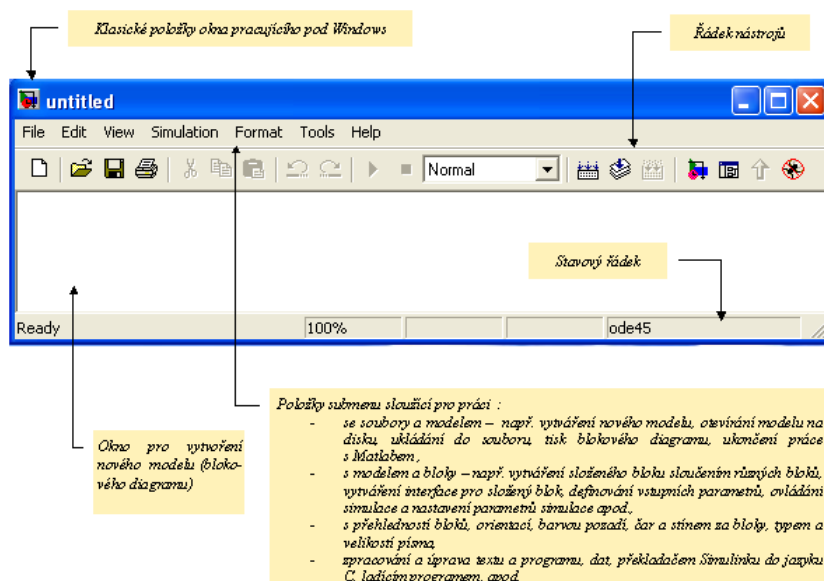 Klasické položky okna pracujícího pod Windows
Řádek nástrojů
untitled
File Edit View Simulation Format Tools Help
Normal
Stavový řádek
Ready 100% ode45
Okno pro vytvoření
nového modelu (bloko-
vého diagramu)
Položky submenu sloužící pro práci :
- se soubory a modelem – např. vytváření nového modelu, otevírání modelu na
disku, ukládání do souboru, tisk blokového diagramu, ukončení práce
s Matlabem,
- s modelem a bloky – např. vytváření složeného bloku sloučením různých bloků,
vytváření interface pro složený blok, definování vstupních parametrů, ovládání
simulace a nastavení parametrů simulace apod.,
- s přehledností bloků, orientací, barvou pozadí, čar a stínem za bloky, typem a
velikostí písma,
- zpracování a úprava textu a programu, dat, překladačem Simulinku do jazyku
C, ladícím programem, apod.